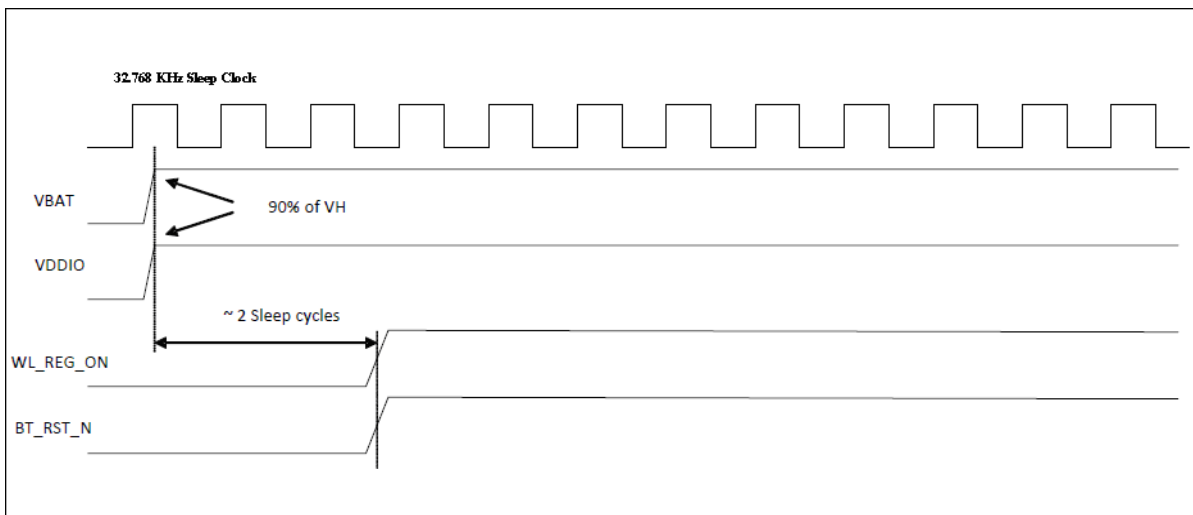 32.768 KHz Sleep Clock
VBAT
90% of VH
VDDIO
~ 2 Sleep cycles
WL_REG_ON
BT_RST_N